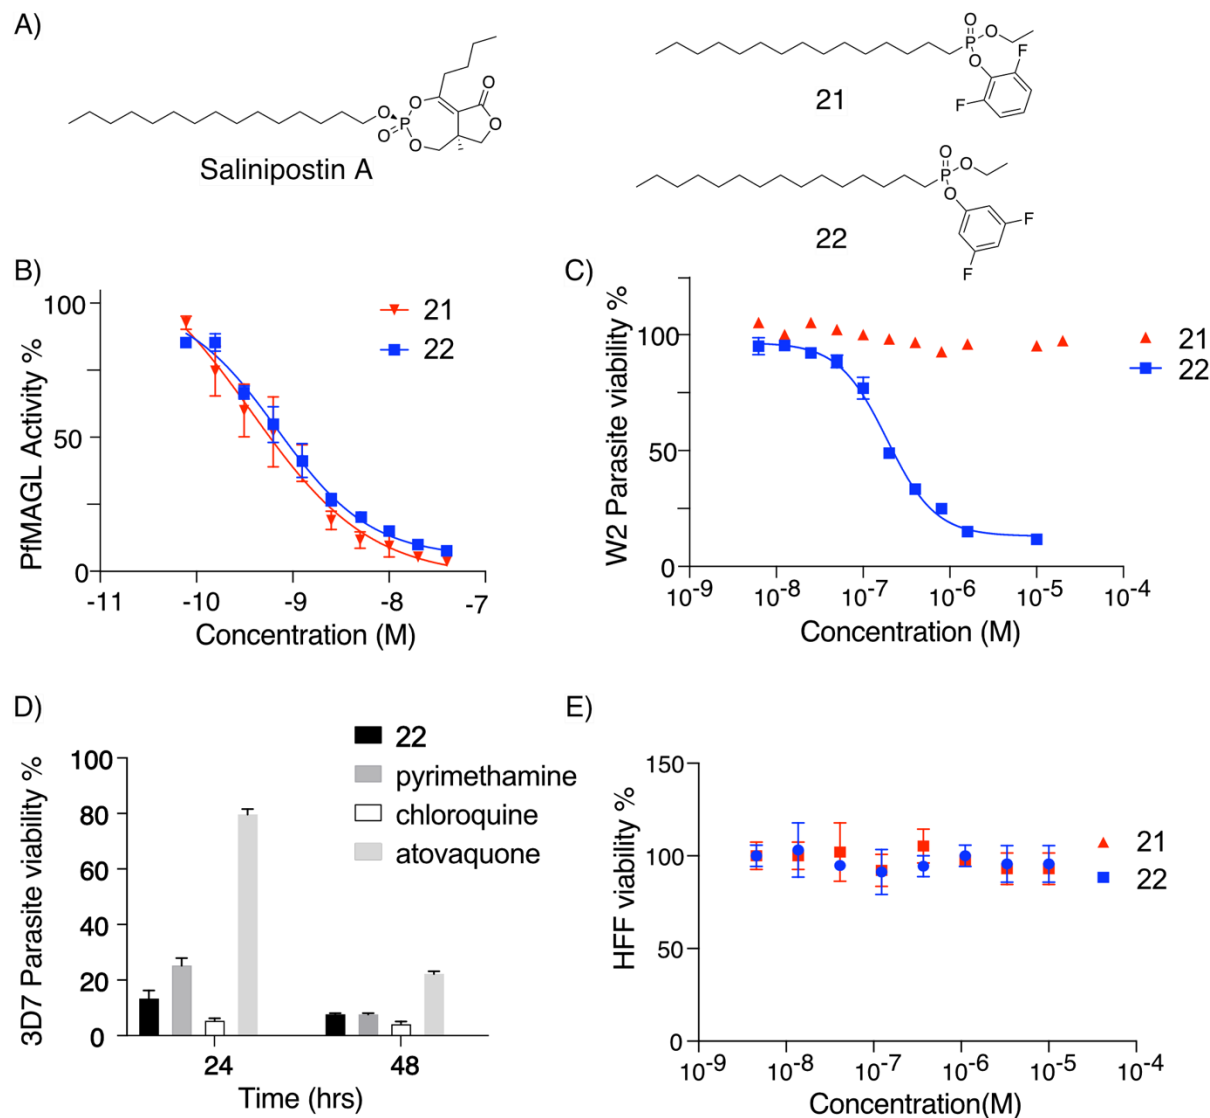 A)
Salinipostin A
O
O
P
O
O
O
O
O
P
O
O
F
F
21
O
P
O
O
F
F
22
B)
PfMAGL Activity %
100
50
0
-11 -10 -9 -8 -7
Concentration (M)
21
22
C)
W2 Parasite viability %
100
50
0
10-9 10-8 10-7 10-6 10-5 10-4
Concentration (M)
21
22
D)
3D7 Parasite viability %
100
80
60
40
20
0
24 48
Time (hrs)
22
pyrimethamine
chloroquine
atovaquone
E)
HFF viability %
150
100
50
0
10-9 10-8 10-7 10-6 10-5 10-4
Concentration(M)
21
22